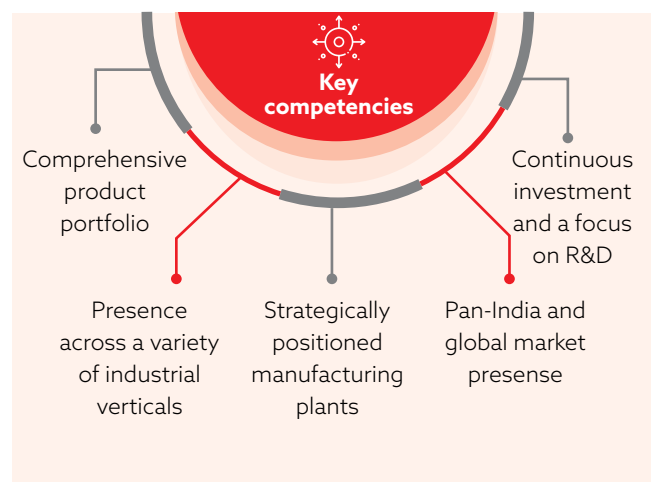 Key
competencies
Comprehensive
product
portfolio
Presence
across a variety
of industrial
verticals
Strategically
positioned
manufacturing
plants
Pan-India and
global market
presense
Continuous
investment
and a focus
on R&D